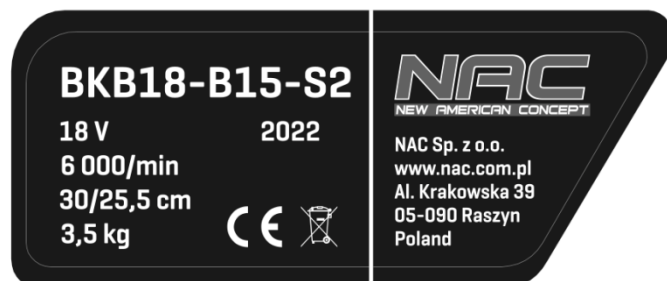 BKB18-B15-S2
18 V 2022
6 000/min
30/25,5 cm
3,5 kg
CE
NAC
NEW AMERICAN CONCEPT
NAC Sp. z o.o.
www.nac.com.pl
Al. Krakowska 39
05-090 Raszyn
Poland